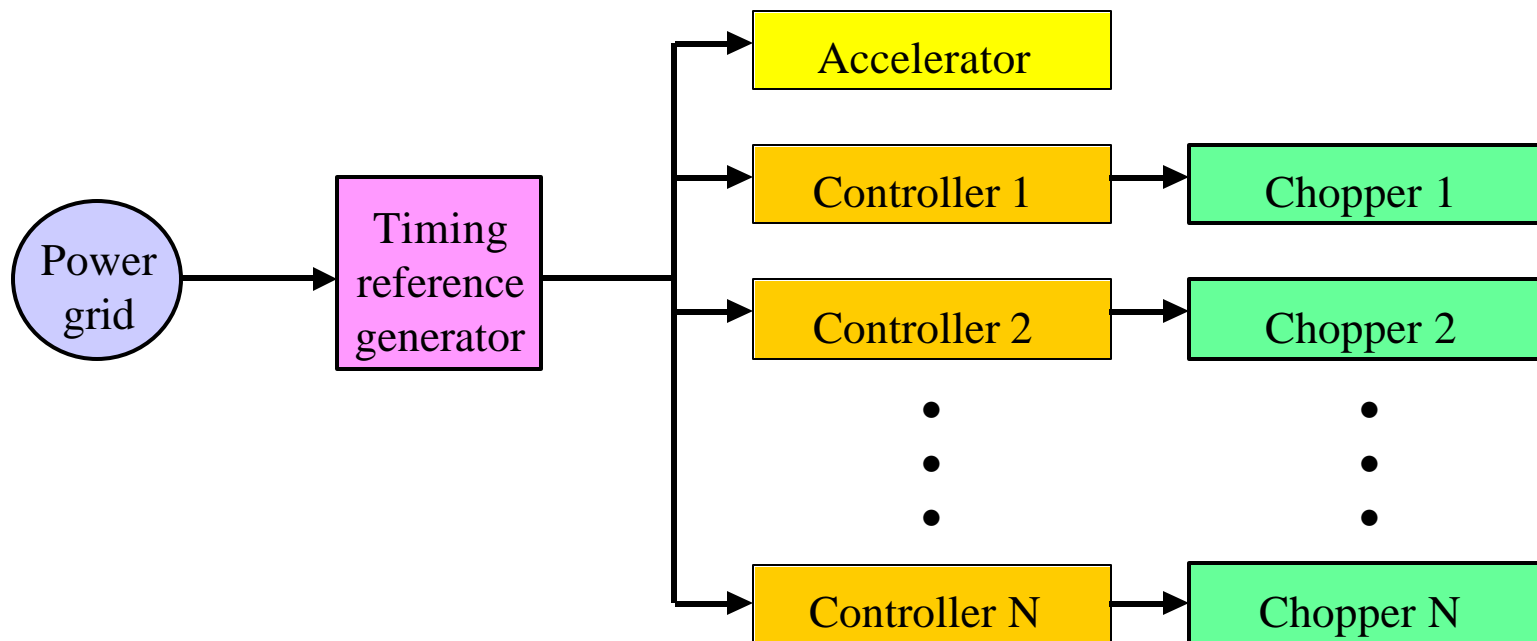 Accelerator
Controller 1
Chopper 1
Power
grid
Timing
reference
generator
Controller 2
Chopper 2
Controller N
Chopper N